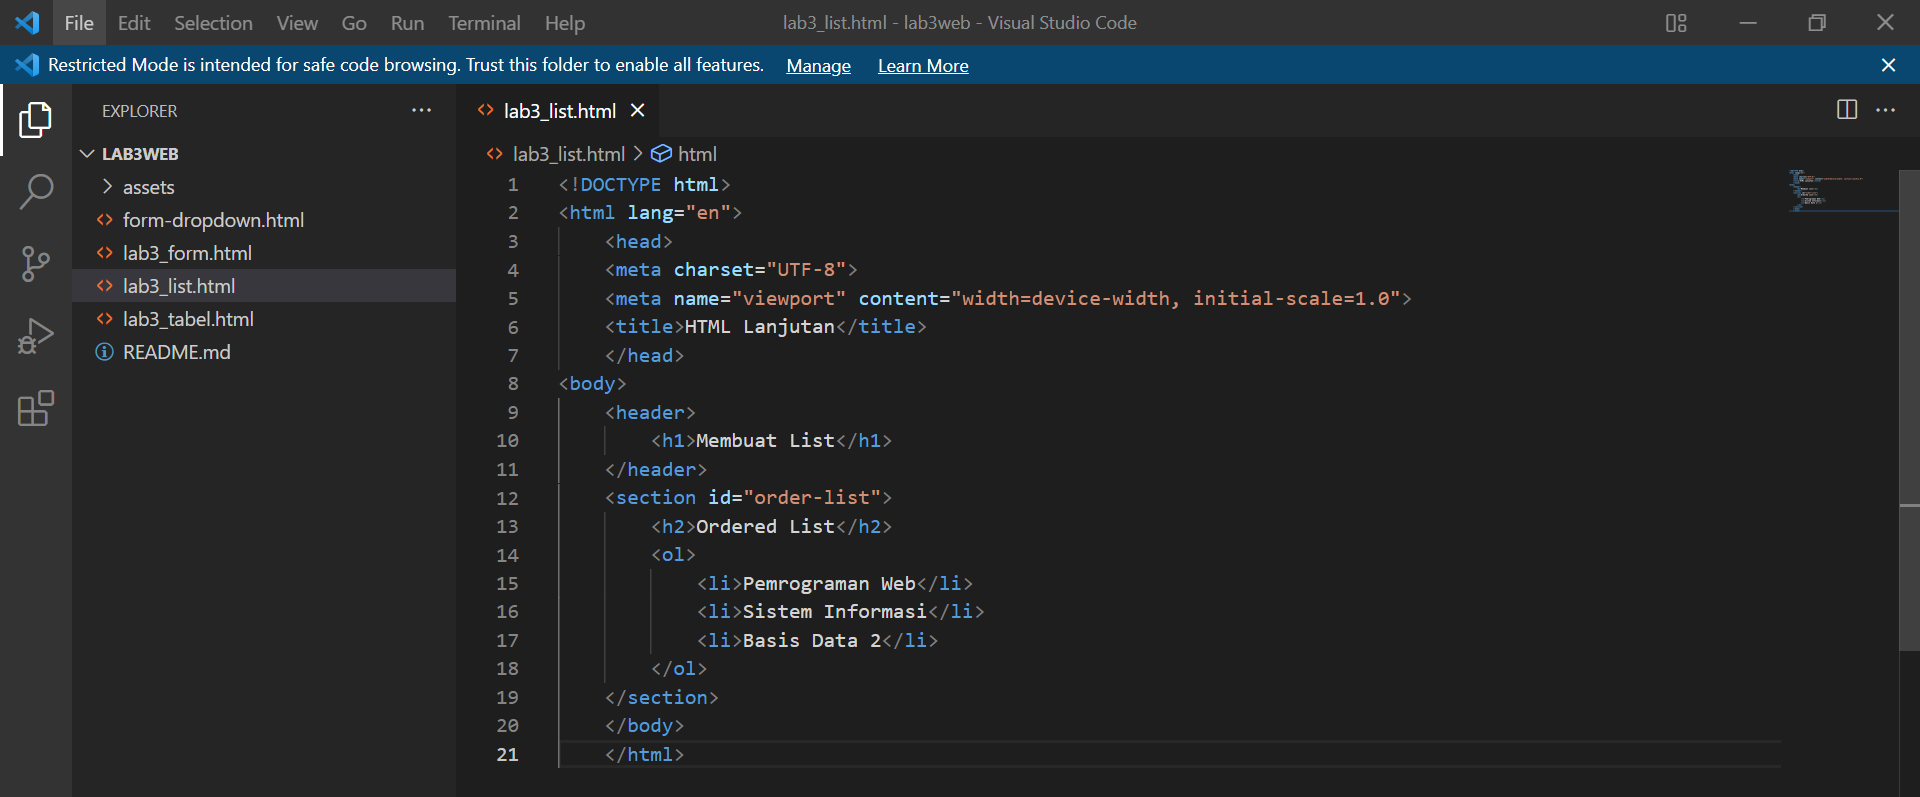 File Edit Selection View Go Run Terminal Help lab3_list.html - lab3web - Visual Studio Code
Restricted Mode is intended for safe code browsing. Trust this folder to enable all features. Manage Learn More
EXPLORER
LAB3WEB
assets
form-dropdown.html
lab3_form.html
lab3_list.html
lab3_tabel.html
README.md
lab3_list.html
lab3_list.html > html
1 <!DOCTYPE html>
2 <html lang="en">
3     <head>
4     <meta charset="UTF-8">
5     <meta name="viewport" content="width=device-width, initial-scale=1.0">
6     <title>HTML Lanjutan</title>
7     </head>
8 <body>
9     <header>
10         <h1>Membuat List</h1>
11     </header>
12     <section id="order-list">
13         <h2>Ordered List</h2>
14         <ol>
15             <li>Pemrograman Web</li>
16             <li>Sistem Informasi</li>
17             <li>Basis Data 2</li>
18         </ol>
19     </section>
20     </body>
21     </html>